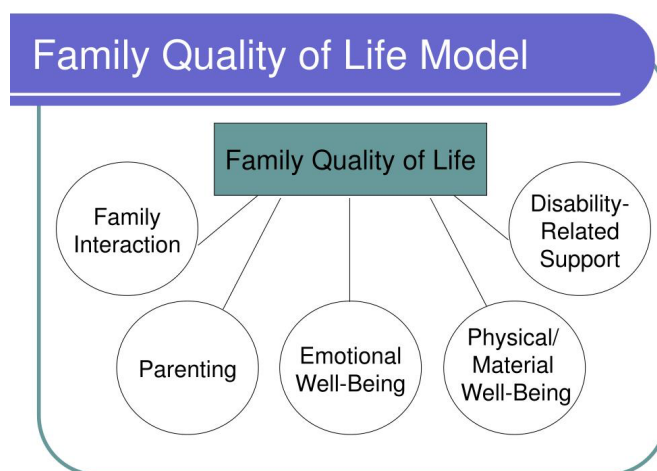 Family Quality of Life Model
Family Quality of Life
Family
Interaction
Parenting
Emotional
Well-Being
Physical/
Material
Well-Being
Disability-
Related
Support